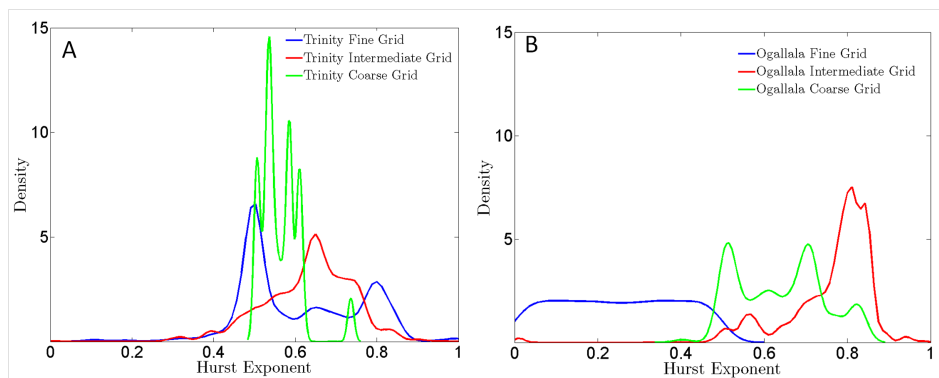 A
15
10
5
0
0.2
0.4
0.6
0.8
1
Density
Hurst Exponent
Trinity Fine Grid
Trinity Intermediate Grid
Trinity Coarse Grid
B
15
10
5
0
0.2
0.4
0.6
0.8
1
Density
Hurst Exponent
Ogallala Fine Grid
Ogallala Intermediate Grid
Ogallala Coarse Grid